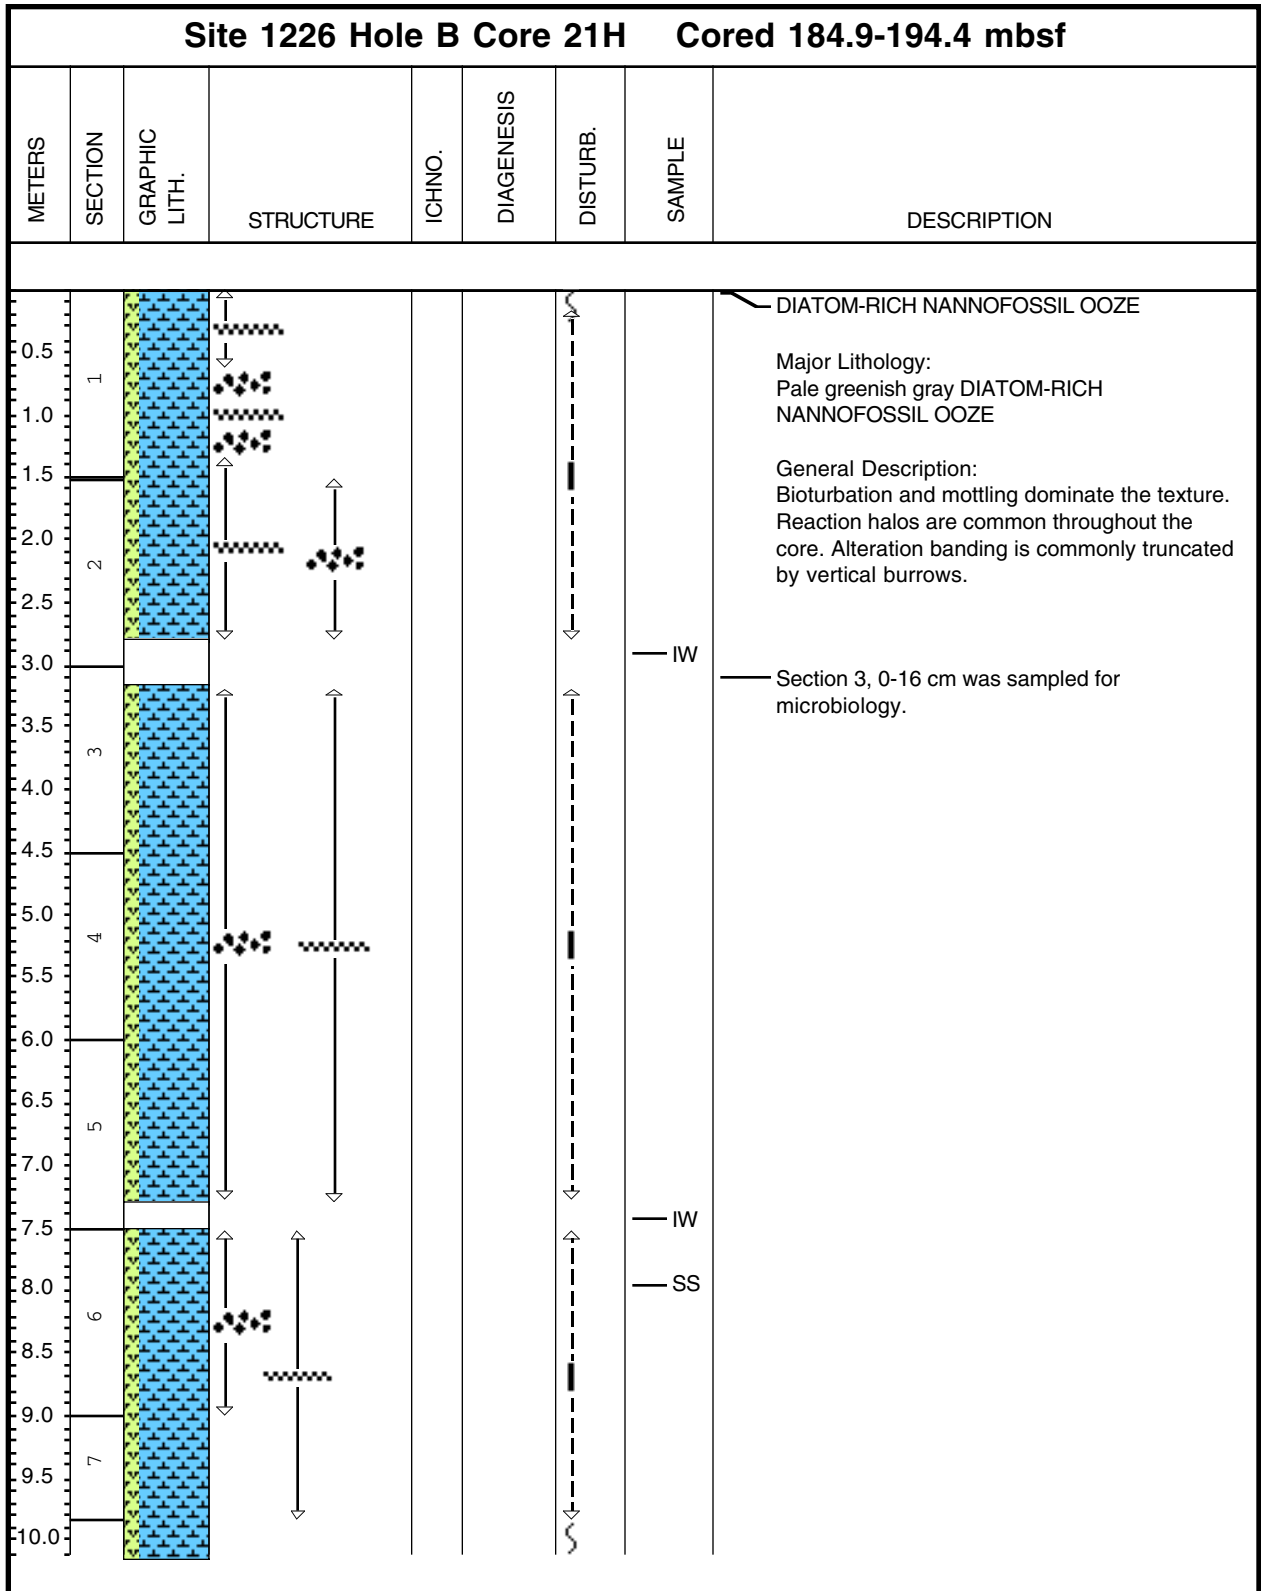 Site 1226 Hole B Core 21H Cored 184.9-194.4 mbsf
METERS
SECTION
GRAPHIC
LITH.
STRUCTURE
ICHNO.
DIAGENESIS
DISTURB.
SAMPLE
DESCRIPTION
DIATOM-RICH NANNOFOSSIL OOZE
0.5
1
Major Lithology:
Pale greenish gray DIATOM-RICH
1.0
NANNOFOSSIL OOZE
1.5
General Description:
Bioturbation and mottling dominate the texture.
2.0
Reaction halos are common throughout the
core. Alteration banding is commonly truncated
2
by vertical burrows.
2.5
3.0
IW
Section 3, 0-16 cm was sampled for
microbiology.
3.5
3
4.0
4.5
5.0
4
5.5
6.0
6.5
5
7.0
7.5
IW
8.0
SS
6
8.5
9.0
7
9.5
10.0